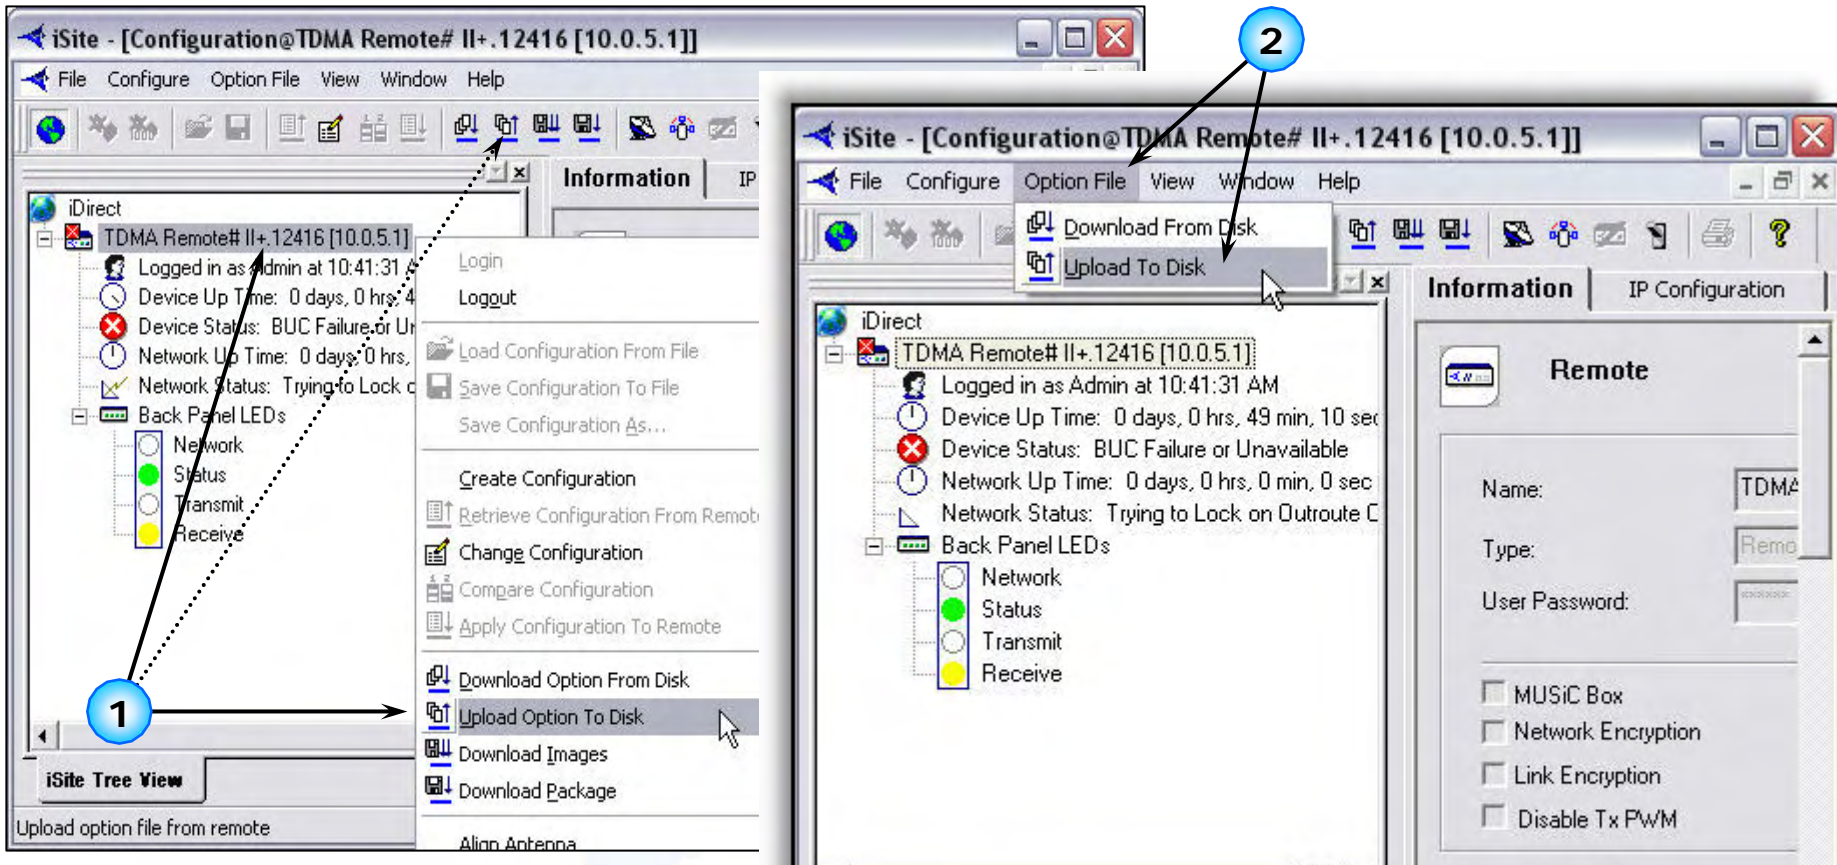 iSite - [Configuration@TDMA Remote# II+.12416 [10.0.5.1]]
File Configure Option File View Window Help
Information IP
iDirect
TDMA Remote# II+.12416 [10.0.5.1]
Logged in as Admin at 10:41:31
Device Up Time: 0 days, 0 hrs, 4
Device Status: BUC Failure or Ur
Network Up Time: 0 days, 0 hrs,
Network Status: Trying to Lock
Back Panel LEDs
Network
Status
Transmit
Receive
1
iSite Tree View
Upload option file from remote
Login
Logout
Load Configuration From File
Save Configuration To File
Save Configuration As...
Create Configuration
Retrieve Configuration From Remot
Change Configuration
Compare Configuration
Apply Configuration To Remote
Download Option From Disk
Upload Option To Disk
Download Images
Download Package
Align Antenna
2
iSite - [Configuration@TDMA Remote# II+.12416 [10.0.5.1]]
File Configure Option File View Window Help
Download From Disk
Upload To Disk
Information IP Configuration
iDirect
TDMA Remote# II+.12416 [10.0.5.1]
Logged in as Admin at 10:41:31 AM
Device Up Time: 0 days, 0 hrs, 49 min, 10 sec
Device Status: BUC Failure or Unavailable
Network Up Time: 0 days, 0 hrs, 0 min, 0 sec
Network Status: Trying to Lock on Outroute C
Back Panel LEDs
Network
Status
Transmit
Receive
Remote
Name: TDMA
Type: Remo
User Password:
MUSiC Box
Network Encryption
Link Encryption
Disable Tx PWM